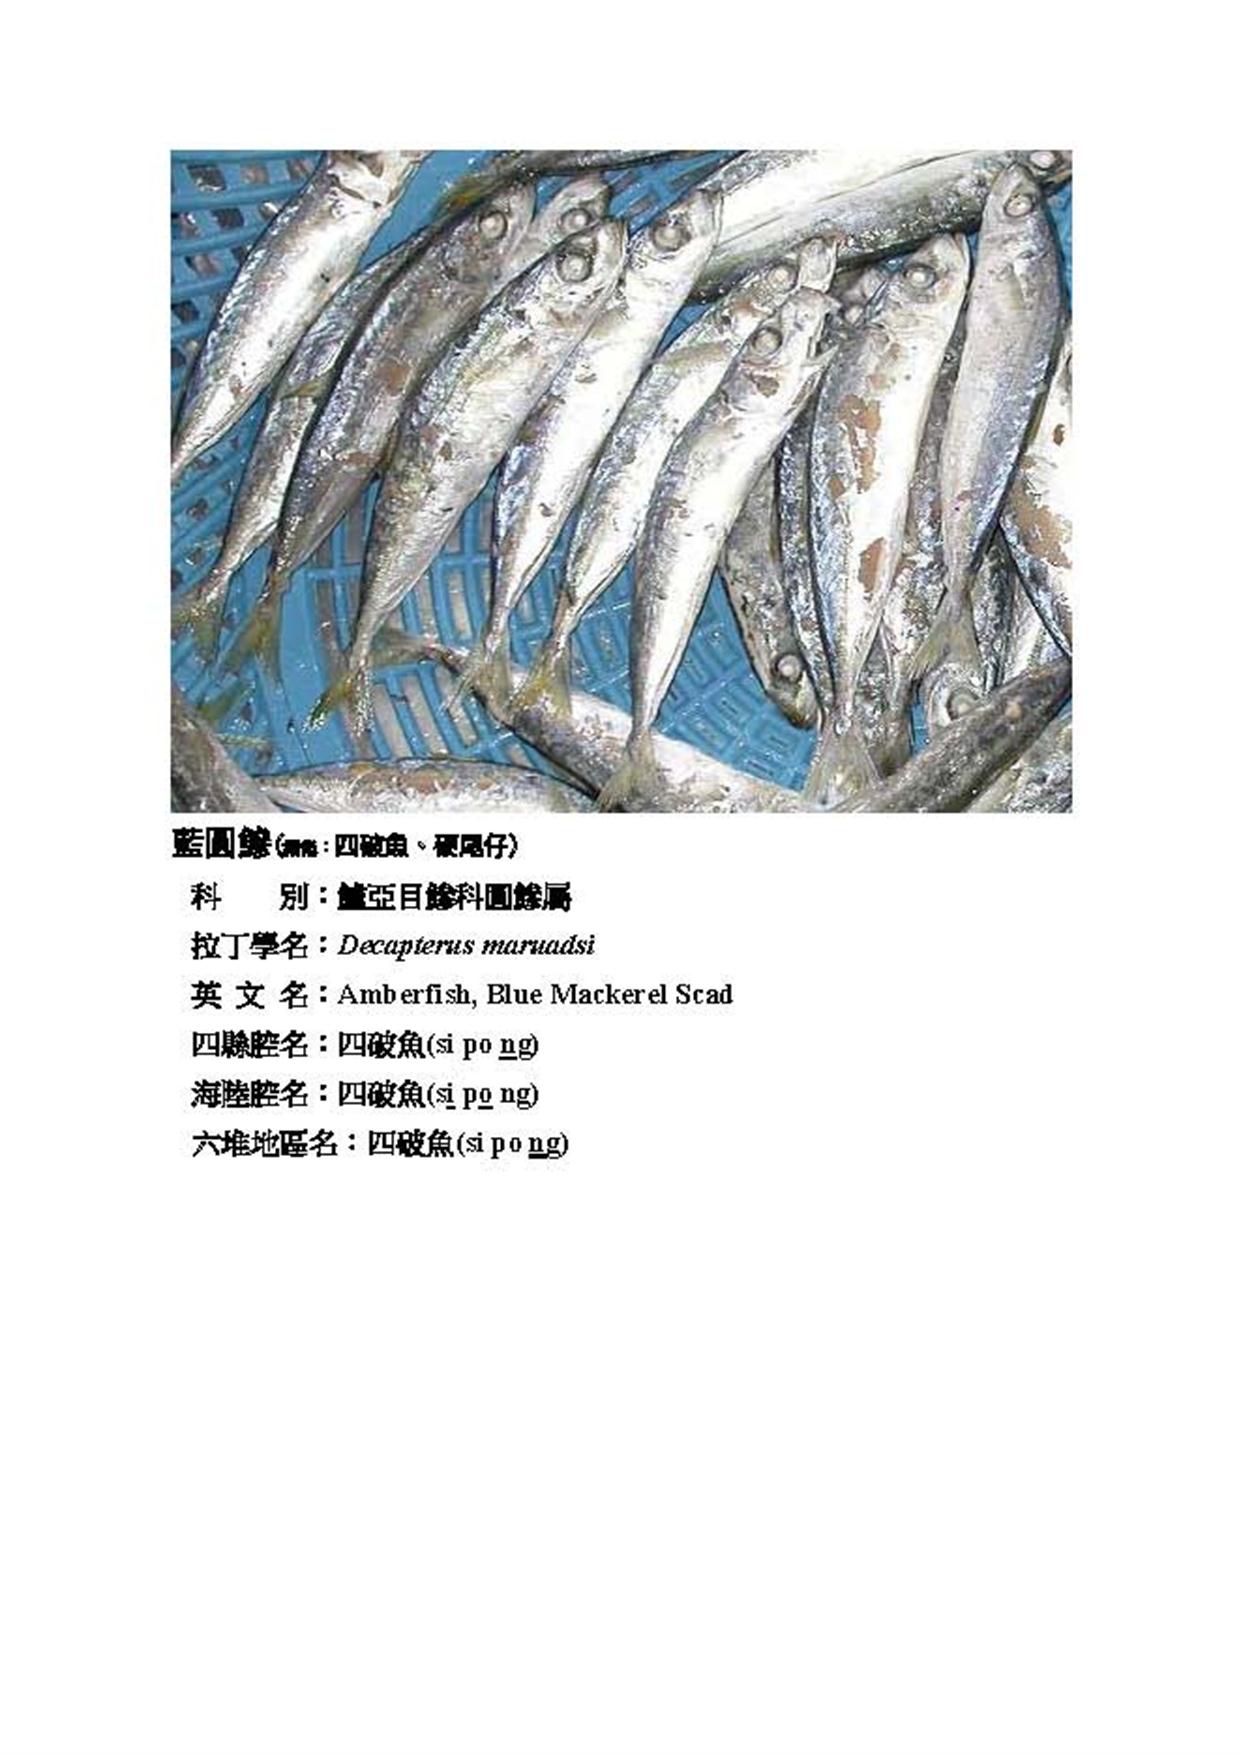 藍圓鰺(俗名：四破魚、硬尾仔)
科　　別：鱸亞目鰺科圓鰺屬
拉丁學名：Decapterus maruadsi
英 文 名：Amberfish, Blue Mackerel Scad
四縣腔名：四破魚(si po ng)
海陸腔名：四破魚(si po ng)
六堆地區名：四破魚(si po ng)